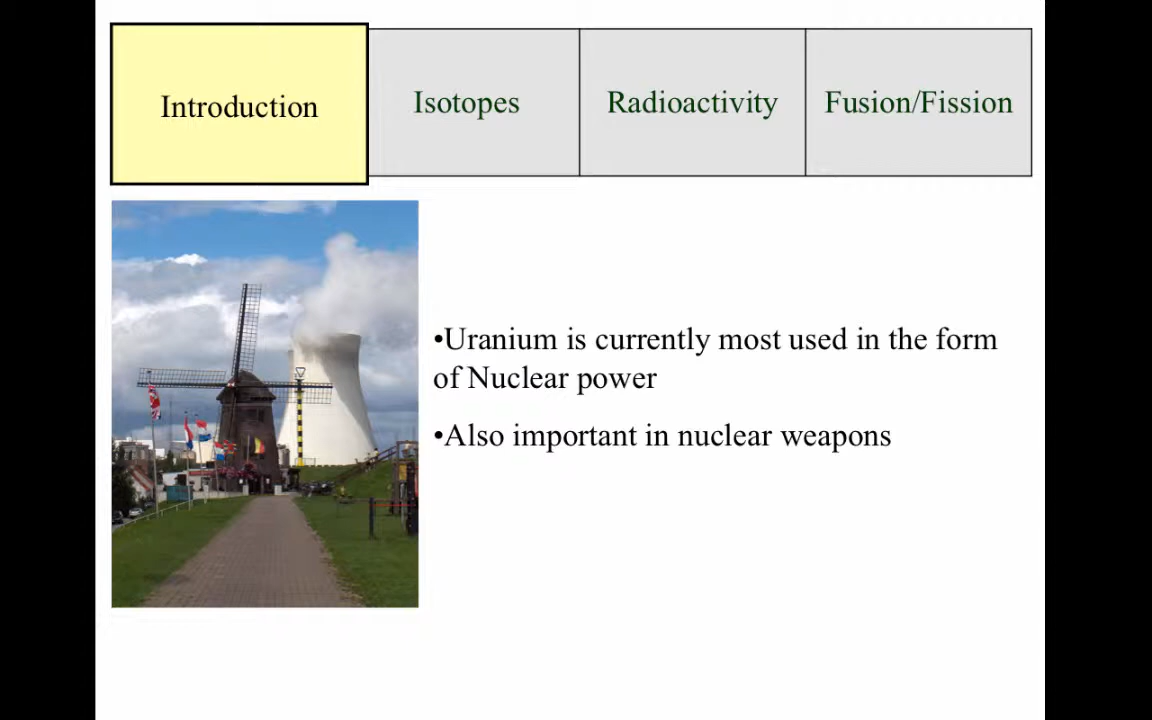 Introduction
Isotopes
Radioactivity
Fusion/Fission
•Uranium is currently most used in the form
of Nuclear power
•Also important in nuclear weapons